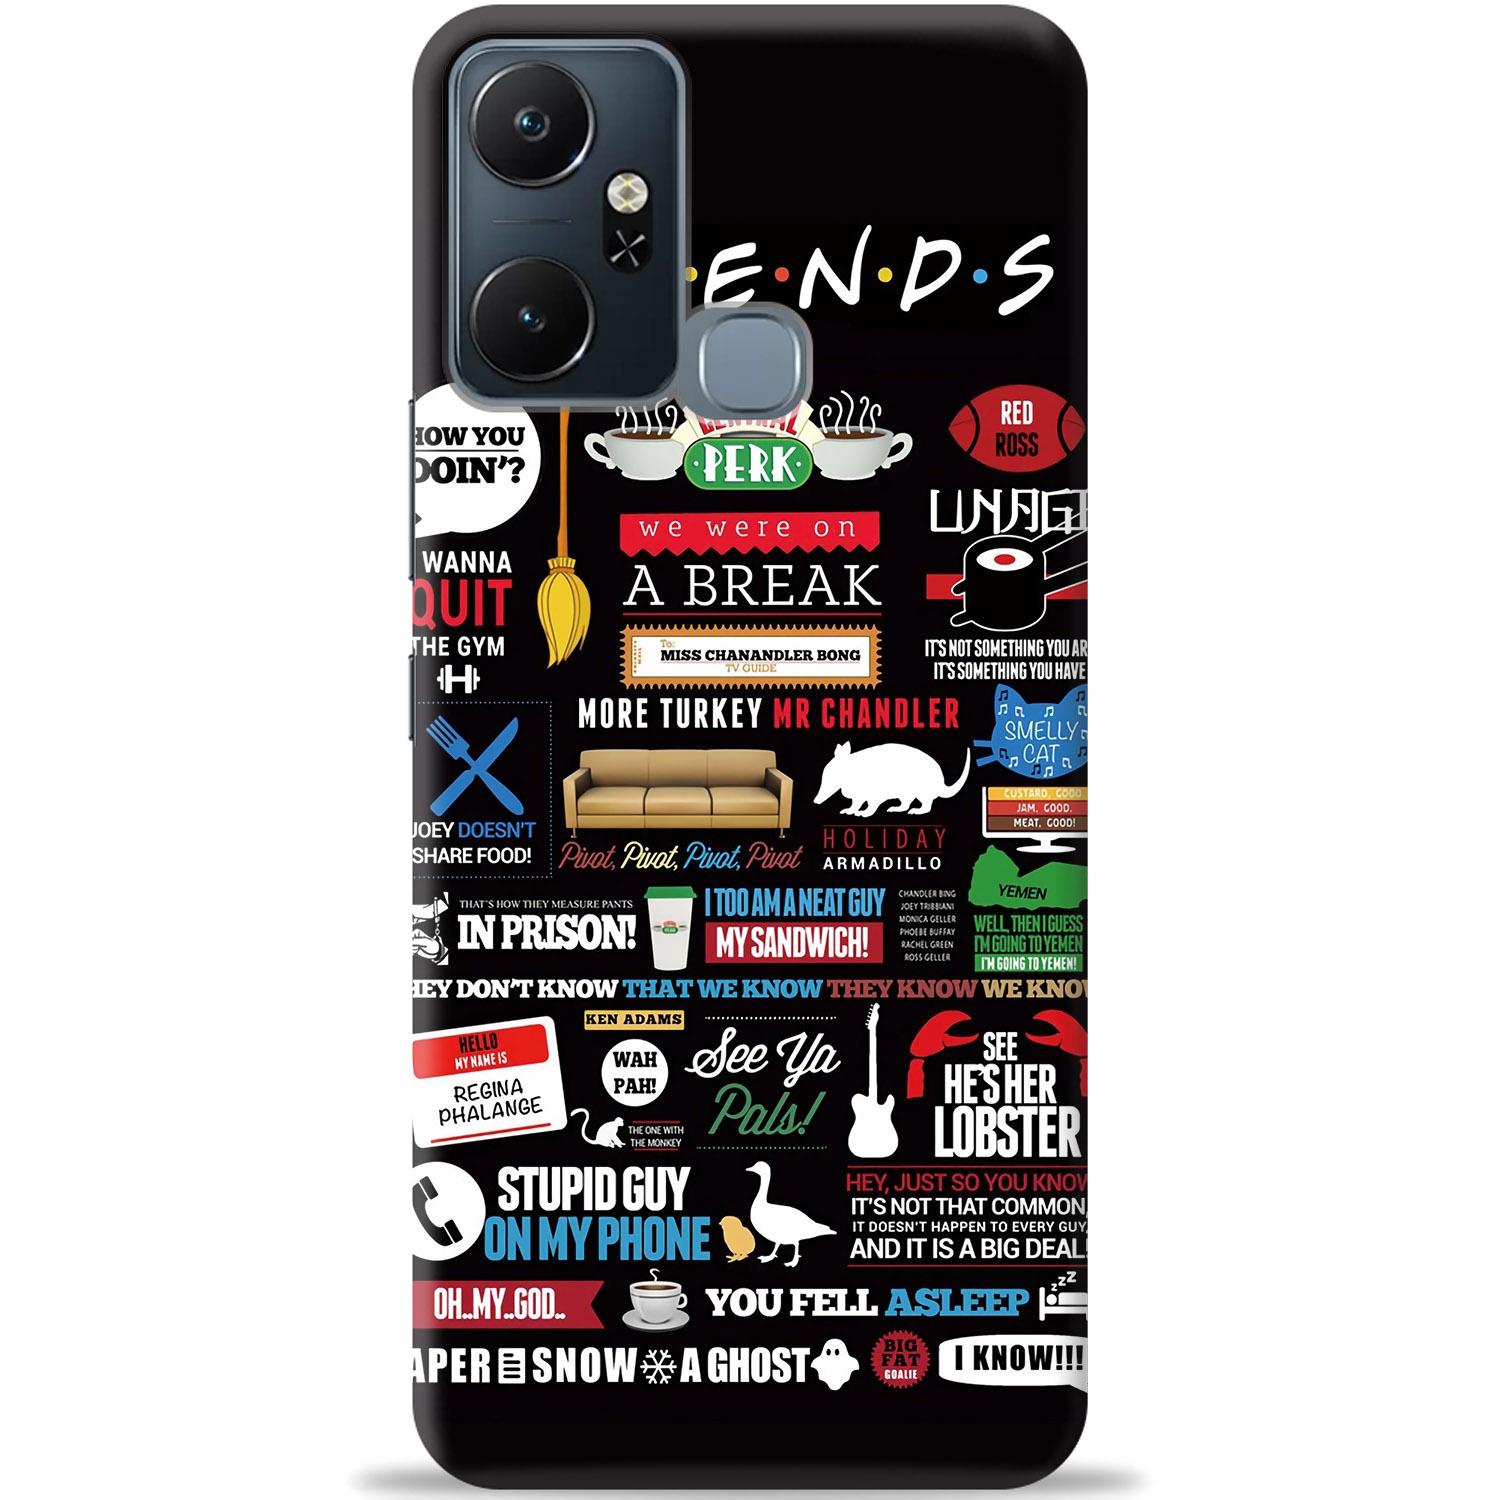 E•N•D•S
HOW YOU
DOIN'?
CENTRAL
PERK
RED
ROSS
we were on
A BREAK
UNAGI
WANNA
QUIT
THE GYM
To:
MISS CHANANDLER BONG
TV GUIDE
IT'S NOT SOMETHING YOU AR
IT'S SOMETHING YOU HAVE
MORE TURKEY MR CHANDLER
SMELLY
CAT
CUSTARD, GOOD
JAM, GOOD.
MEAT, GOOD!
JOEY DOESN'T
SHARE FOOD!
Pivot, Pivot, Pivot, Pivot
HOLIDAY
ARMADILLO
THAT'S HOW THEY MEASURE PANTS
IN PRISON!
I TOO AM A NEAT GUY
MY SANDWICH!
CHANDLER BING
JOEY TRIBBIANI
MONICA GELLER
PHOEBE BUFFAY
RACHEL GREEN
ROSS GELLER
YEMEN
WELL, THEN I GUESS
I'M GOING TO YEMEN
I'M GOING TO YEMEN!
HEY DON'T KNOW THAT WE KNOW THEY KNOW WE KNOW
HELLO
MY NAME IS
REGINA
PHALANGE
KEN ADAMS
WAH
PAH!
THE ONE WITH
THE MONKEY
See Ya
Pals!
SEE
HE'S HER
LOBSTER
STUPID GUY
ON MY PHONE
HEY, JUST SO YOU KNOW
IT'S NOT THAT COMMON,
IT DOESN'T HAPPEN TO EVERY GUY,
AND IT IS A BIG DEAL!
OH..MY..GOD..
YOU FELL ASLEEP
zzz
APER SNOW A GHOST
BIG
FAT
GOALIE
I KNOW!!!